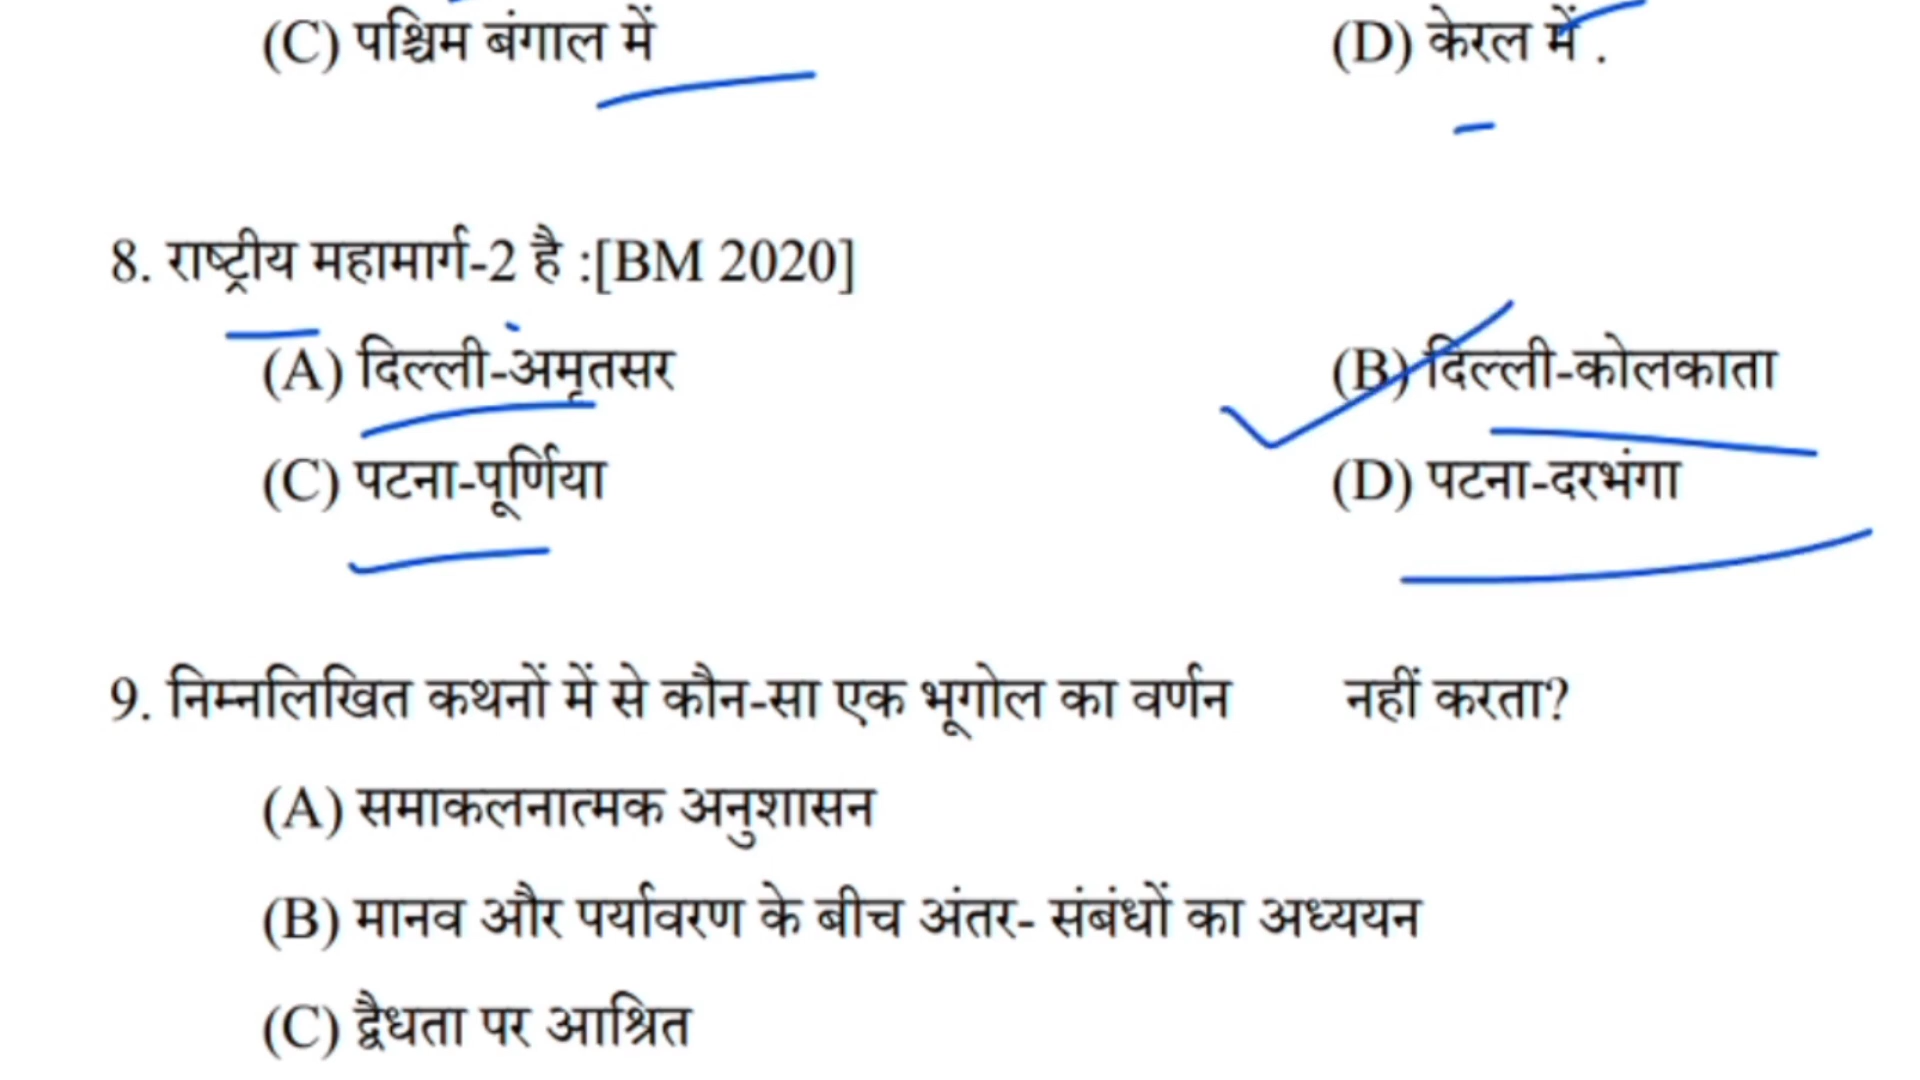 (C) पश्चिम बंगाल में (D) केरल में .
8. राष्ट्रीय महामार्ग-2 है :[BM 2020]
(A) दिल्ली-अमृतसर (B) दिल्ली-कोलकाता
(C) पटना-पूर्णिया (D) पटना-दरभंगा
9. निम्नलिखित कथनों में से कौन-सा एक भूगोल का वर्णन नहीं करता?
(A) समाकलनात्मक अनुशासन
(B) मानव और पर्यावरण के बीच अंतर- संबंधों का अध्ययन
(C) द्वैधता पर आश्रित